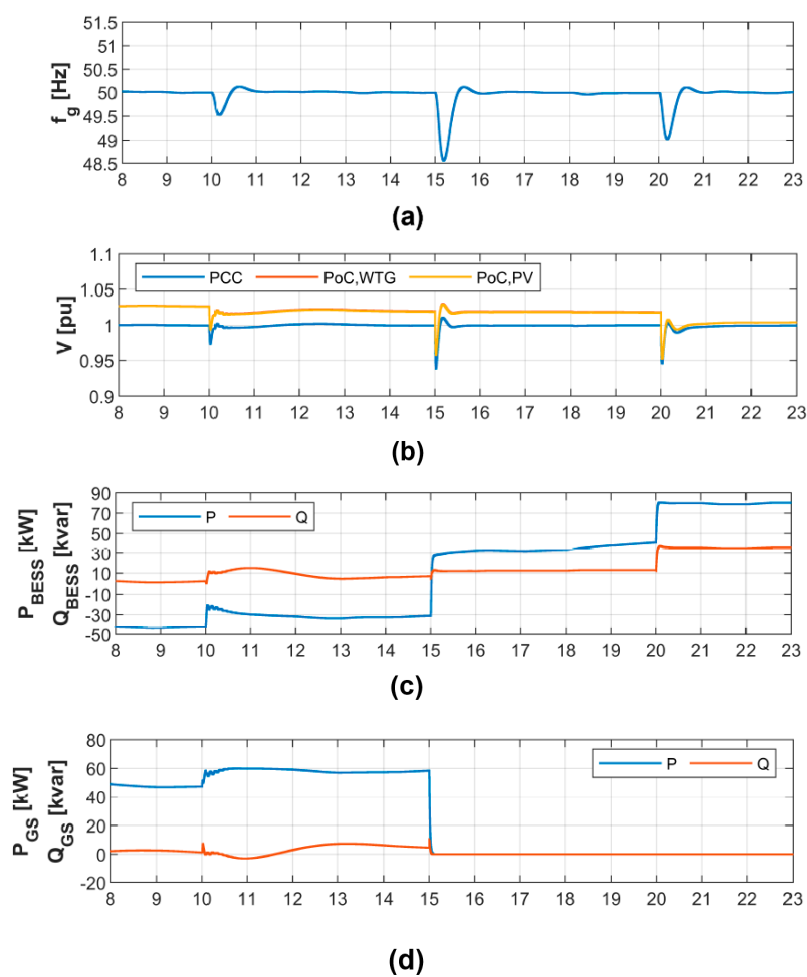 51.5
51
50.5
50
49.5
49
48.5
f_g [Hz]
8 9 10 11 12 13 14 15 16 17 18 19 20 21 22 23
(a)
1.1
1.05
1
0.95
0.9
V [pu]
PCC PoC,WTG PoC,PV
8 9 10 11 12 13 14 15 16 17 18 19 20 21 22 23
(b)
90
70
50
30
10
-10
-30
-50
P_BESS [kW]
Q_BESS [kvar]
P Q
8 9 10 11 12 13 14 15 16 17 18 19 20 21 22 23
(c)
80
60
40
20
0
-20
P_GS [kW]
Q_GS [kvar]
P Q
8 9 10 11 12 13 14 15 16 17 18 19 20 21 22 23
(d)